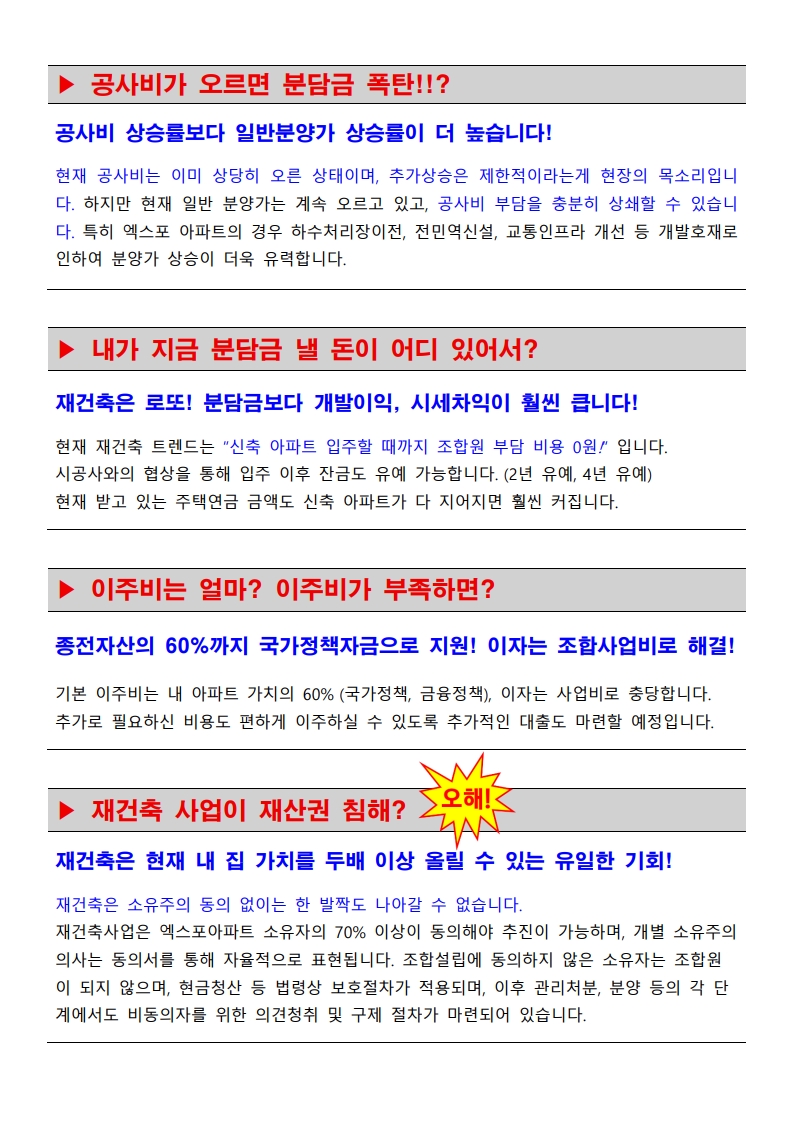 ▶ 공사비가 오르면 분담금 폭탄!!?
공사비 상승률보다 일반분양가 상승률이 더 높습니다!
현재 공사비는 이미 상당히 오른 상태이며, 추가상승은 제한적이라는게 현장의 목소리입니
다. 하지만 현재 일반 분양가는 계속 오르고 있고, 공사비 부담을 충분히 상쇄할 수 있습니
다. 특히 엑스포 아파트의 경우 하수처리장이전, 전민역신설, 교통인프라 개선 등 개발호재로
인하여 분양가 상승이 더욱 유력합니다.
▶ 내가 지금 분담금 낼 돈이 어디 있어서?
재건축은 로또! 분담금보다 개발이익, 시세차익이 훨씬 큽니다!
현재 재건축 트렌드는 “신축 아파트 입주할 때까지 조합원 부담 비용 0원!” 입니다.
시공사와의 협상을 통해 입주 이후 잔금도 유예 가능합니다. (2년 유예, 4년 유예)
현재 받고 있는 주택연금 금액도 신축 아파트가 다 지어지면 훨씬 커집니다.
▶ 이주비는 얼마? 이주비가 부족하면?
종전자산의 60%까지 국가정책자금으로 지원! 이자는 조합사업비로 해결!
기본 이주비는 내 아파트 가치의 60% (국가정책, 금융정책), 이자는 사업비로 충당합니다.
추가로 필요하신 비용도 편하게 이주하실 수 있도록 추가적인 대출도 마련할 예정입니다.
▶ 재건축 사업이 재산권 침해? 오해!
재건축은 현재 내 집 가치를 두배 이상 올릴 수 있는 유일한 기회!
재건축은 소유주의 동의 없이는 한 발짝도 나아갈 수 없습니다.
재건축사업은 엑스포아파트 소유자의 70% 이상이 동의해야 추진이 가능하며, 개별 소유주의
의사는 동의서를 통해 자율적으로 표현됩니다. 조합설립에 동의하지 않은 소유자는 조합원
이 되지 않으며, 현금청산 등 법령상 보호절차가 적용되며, 이후 관리처분, 분양 등의 각 단
계에서도 비동의자를 위한 의견청취 및 구제 절차가 마련되어 있습니다.